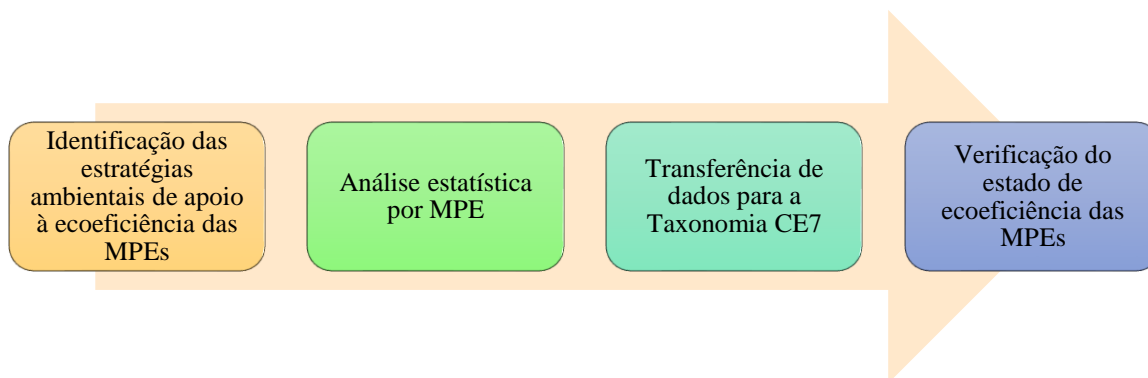 Identificação das
estratégias
ambientais de apoio
à ecoeficiência das
MPEs
Análise estatística
por MPE
Transferência de
dados para a
Taxonomia CE7
Verificação do
estado de
ecoeficiência das
MPEs